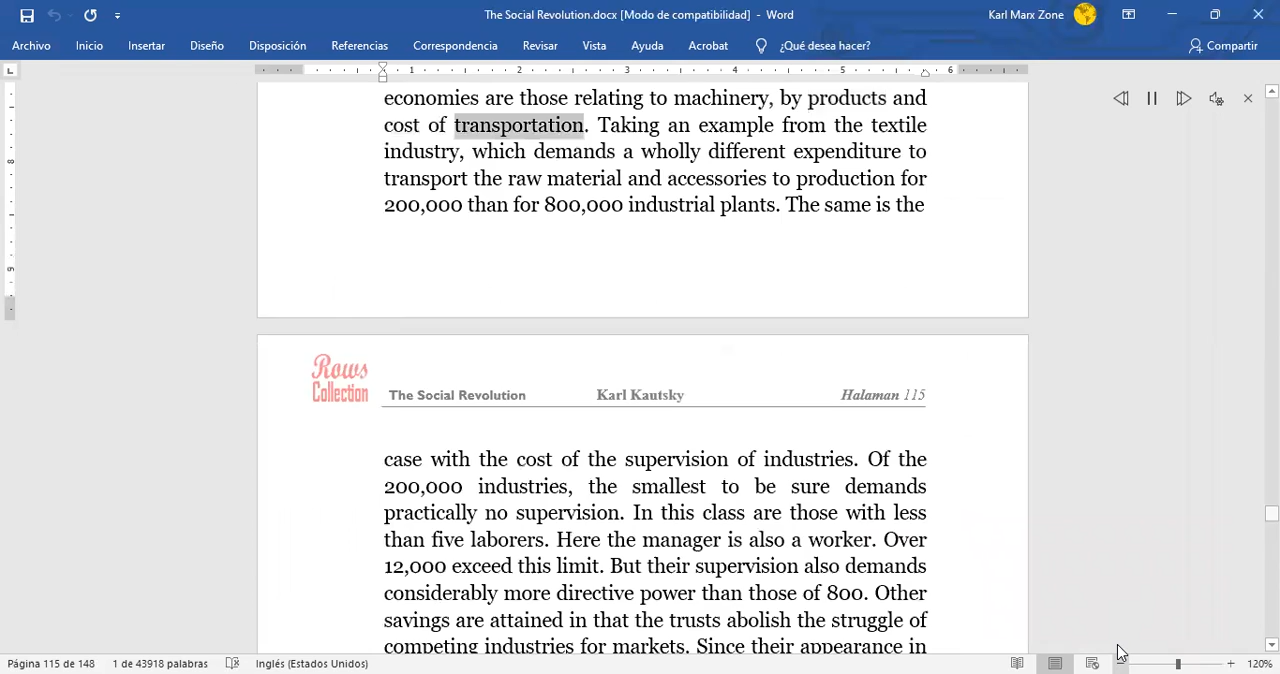 The Social Revolution.docx [Modo de compatibilidad] - Word
Karl Marx Zone
Archivo Inicio Insertar Diseño Disposición Referencias Correspondencia Revisar Vista Ayuda Acrobat ¿Qué desea hacer? Compartir
1 2 3 4 5 6
economies are those relating to machinery, by products and
cost of transportation. Taking an example from the textile
industry, which demands a wholly different expenditure to
transport the raw material and accessories to production for
200,000 than for 800,000 industrial plants. The same is the
8
9
Rows
Collection
The Social Revolution Karl Kautsky Halaman 115
case with the cost of the supervision of industries. Of the
200,000 industries, the smallest to be sure demands
practically no supervision. In this class are those with less
than five laborers. Here the manager is also a worker. Over
12,000 exceed this limit. But their supervision also demands
considerably more directive power than those of 800. Other
savings are attained in that the trusts abolish the struggle of
competing industries for markets. Since their appearance in
Página 115 de 148 1 de 43918 palabras Inglés (Estados Unidos) 120%